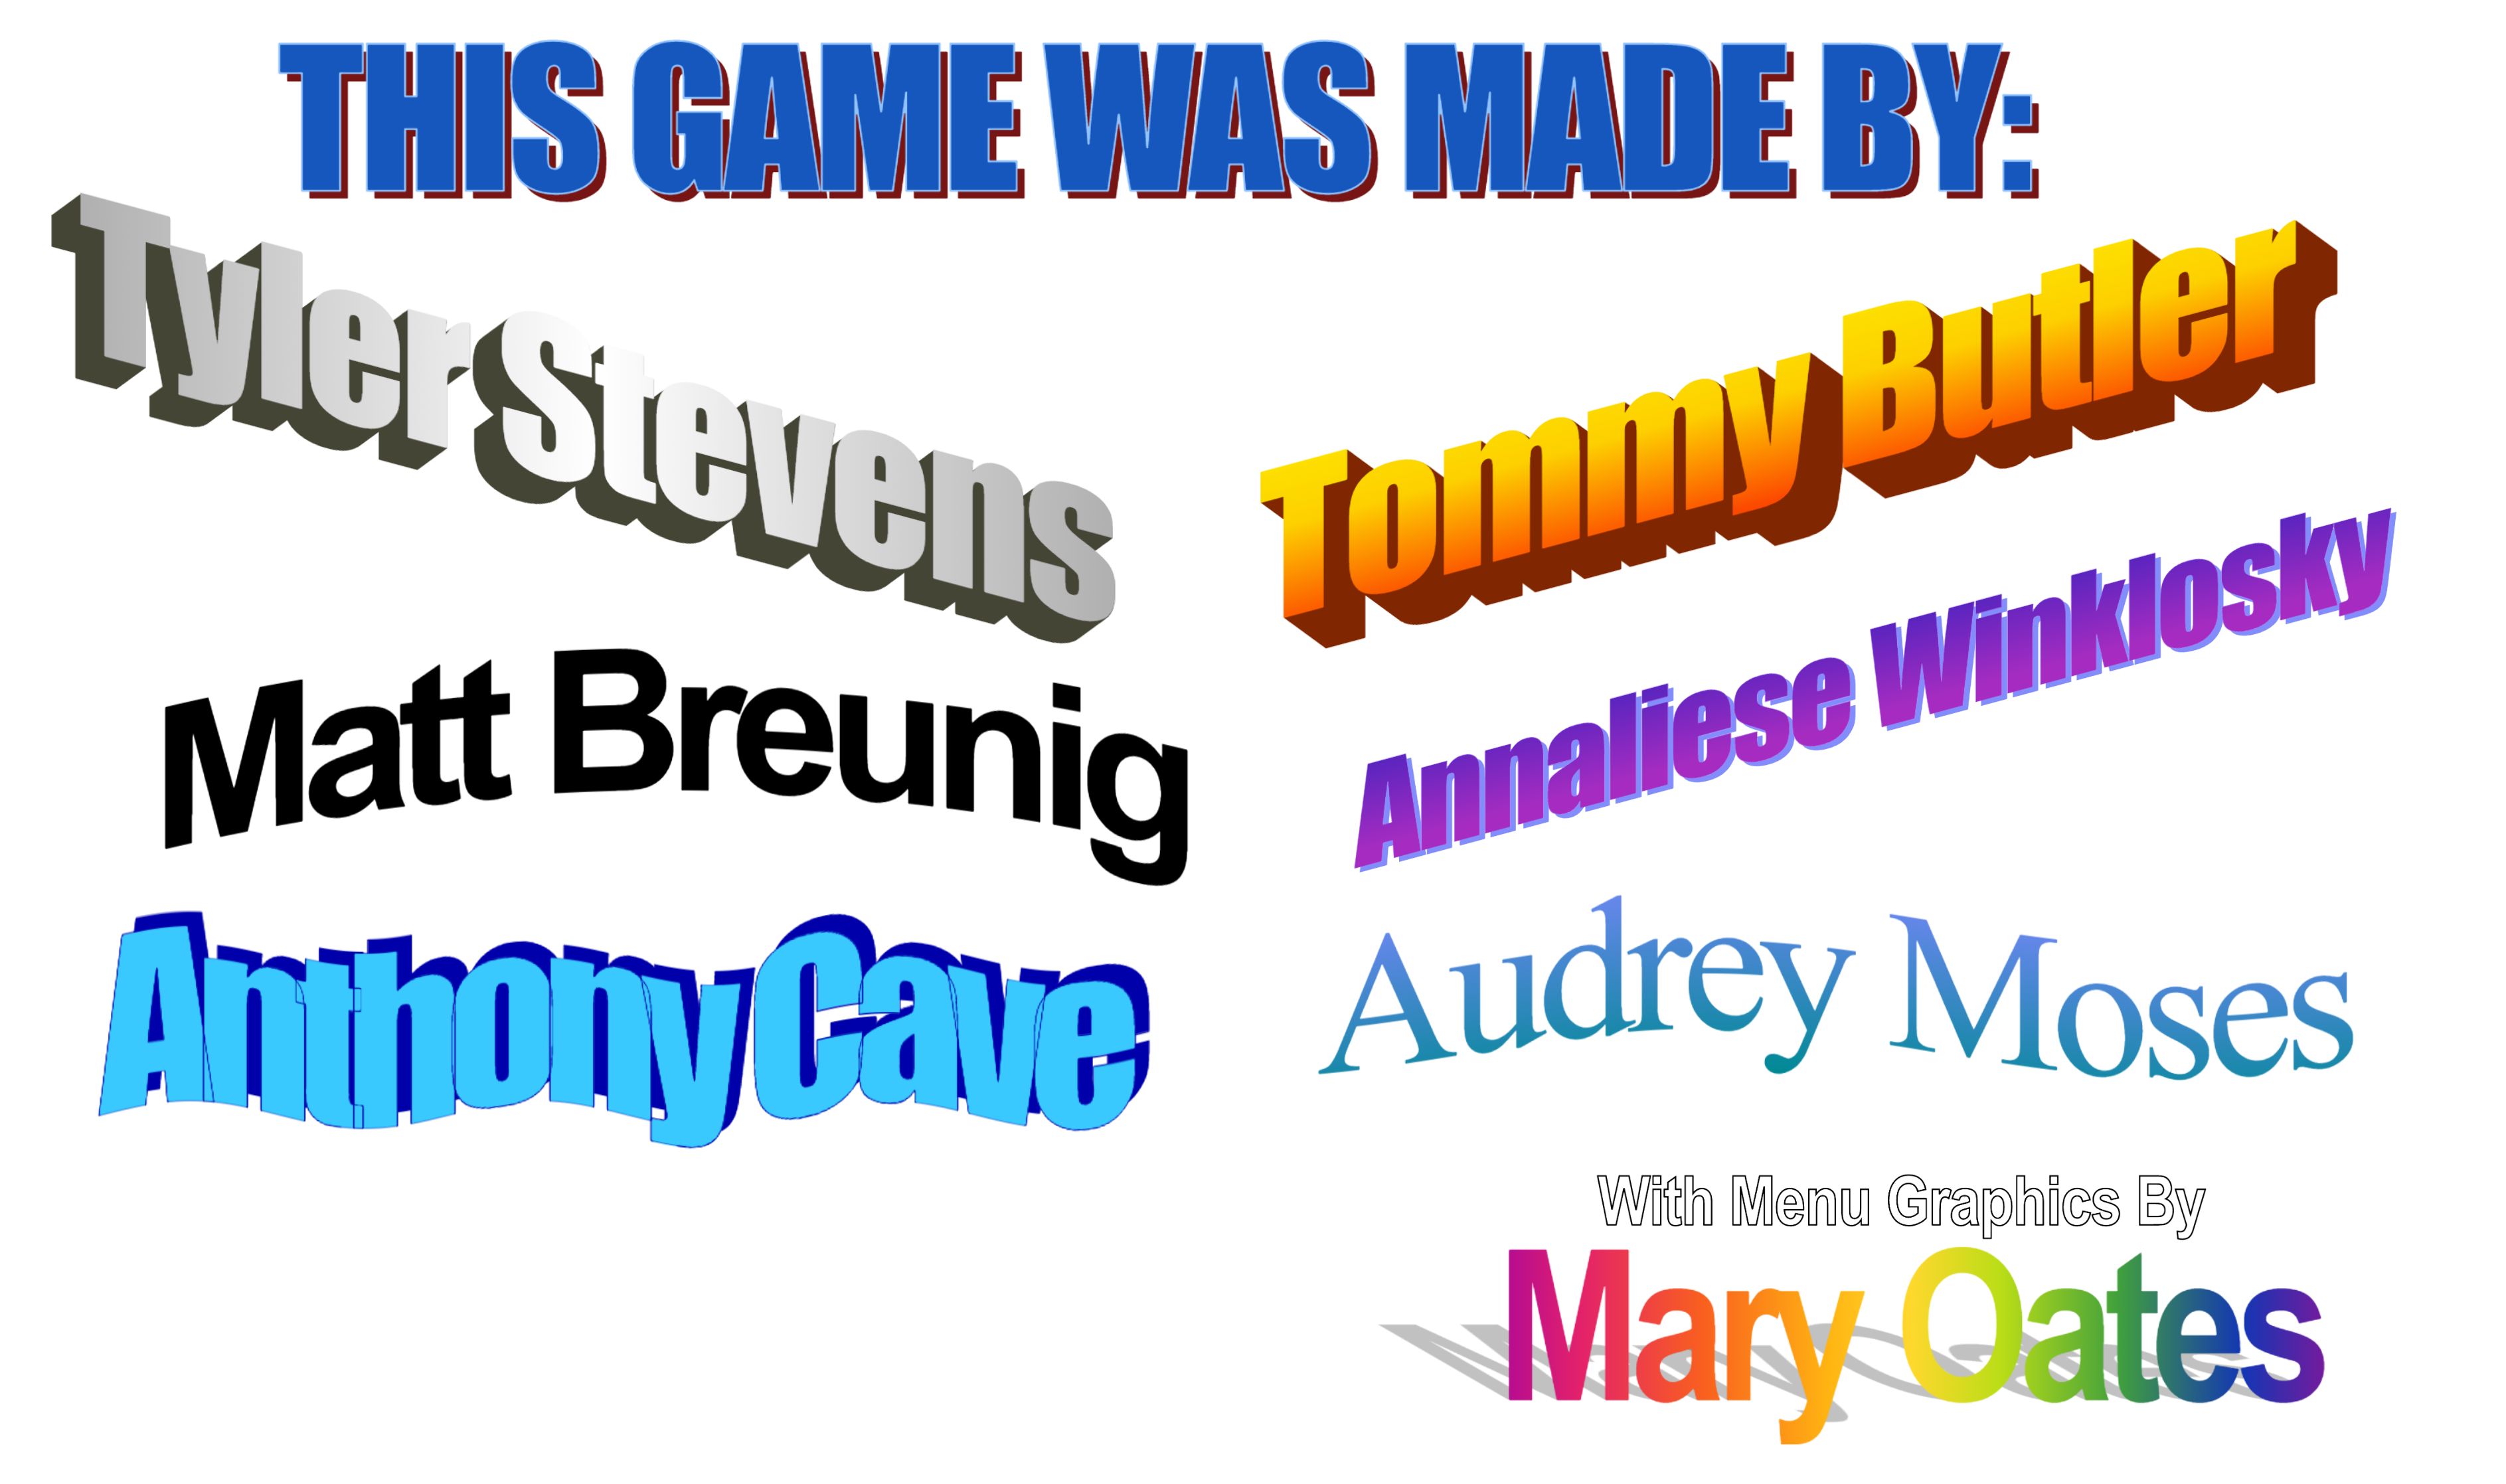 THIS GAME WAS MADE BY:
Tyler Stevens
Tommy Butler
Matt Breunig
Annaliese Winklosky
Anthony Cave
Audrey Moses
With Menu Graphics By
Mary Oates